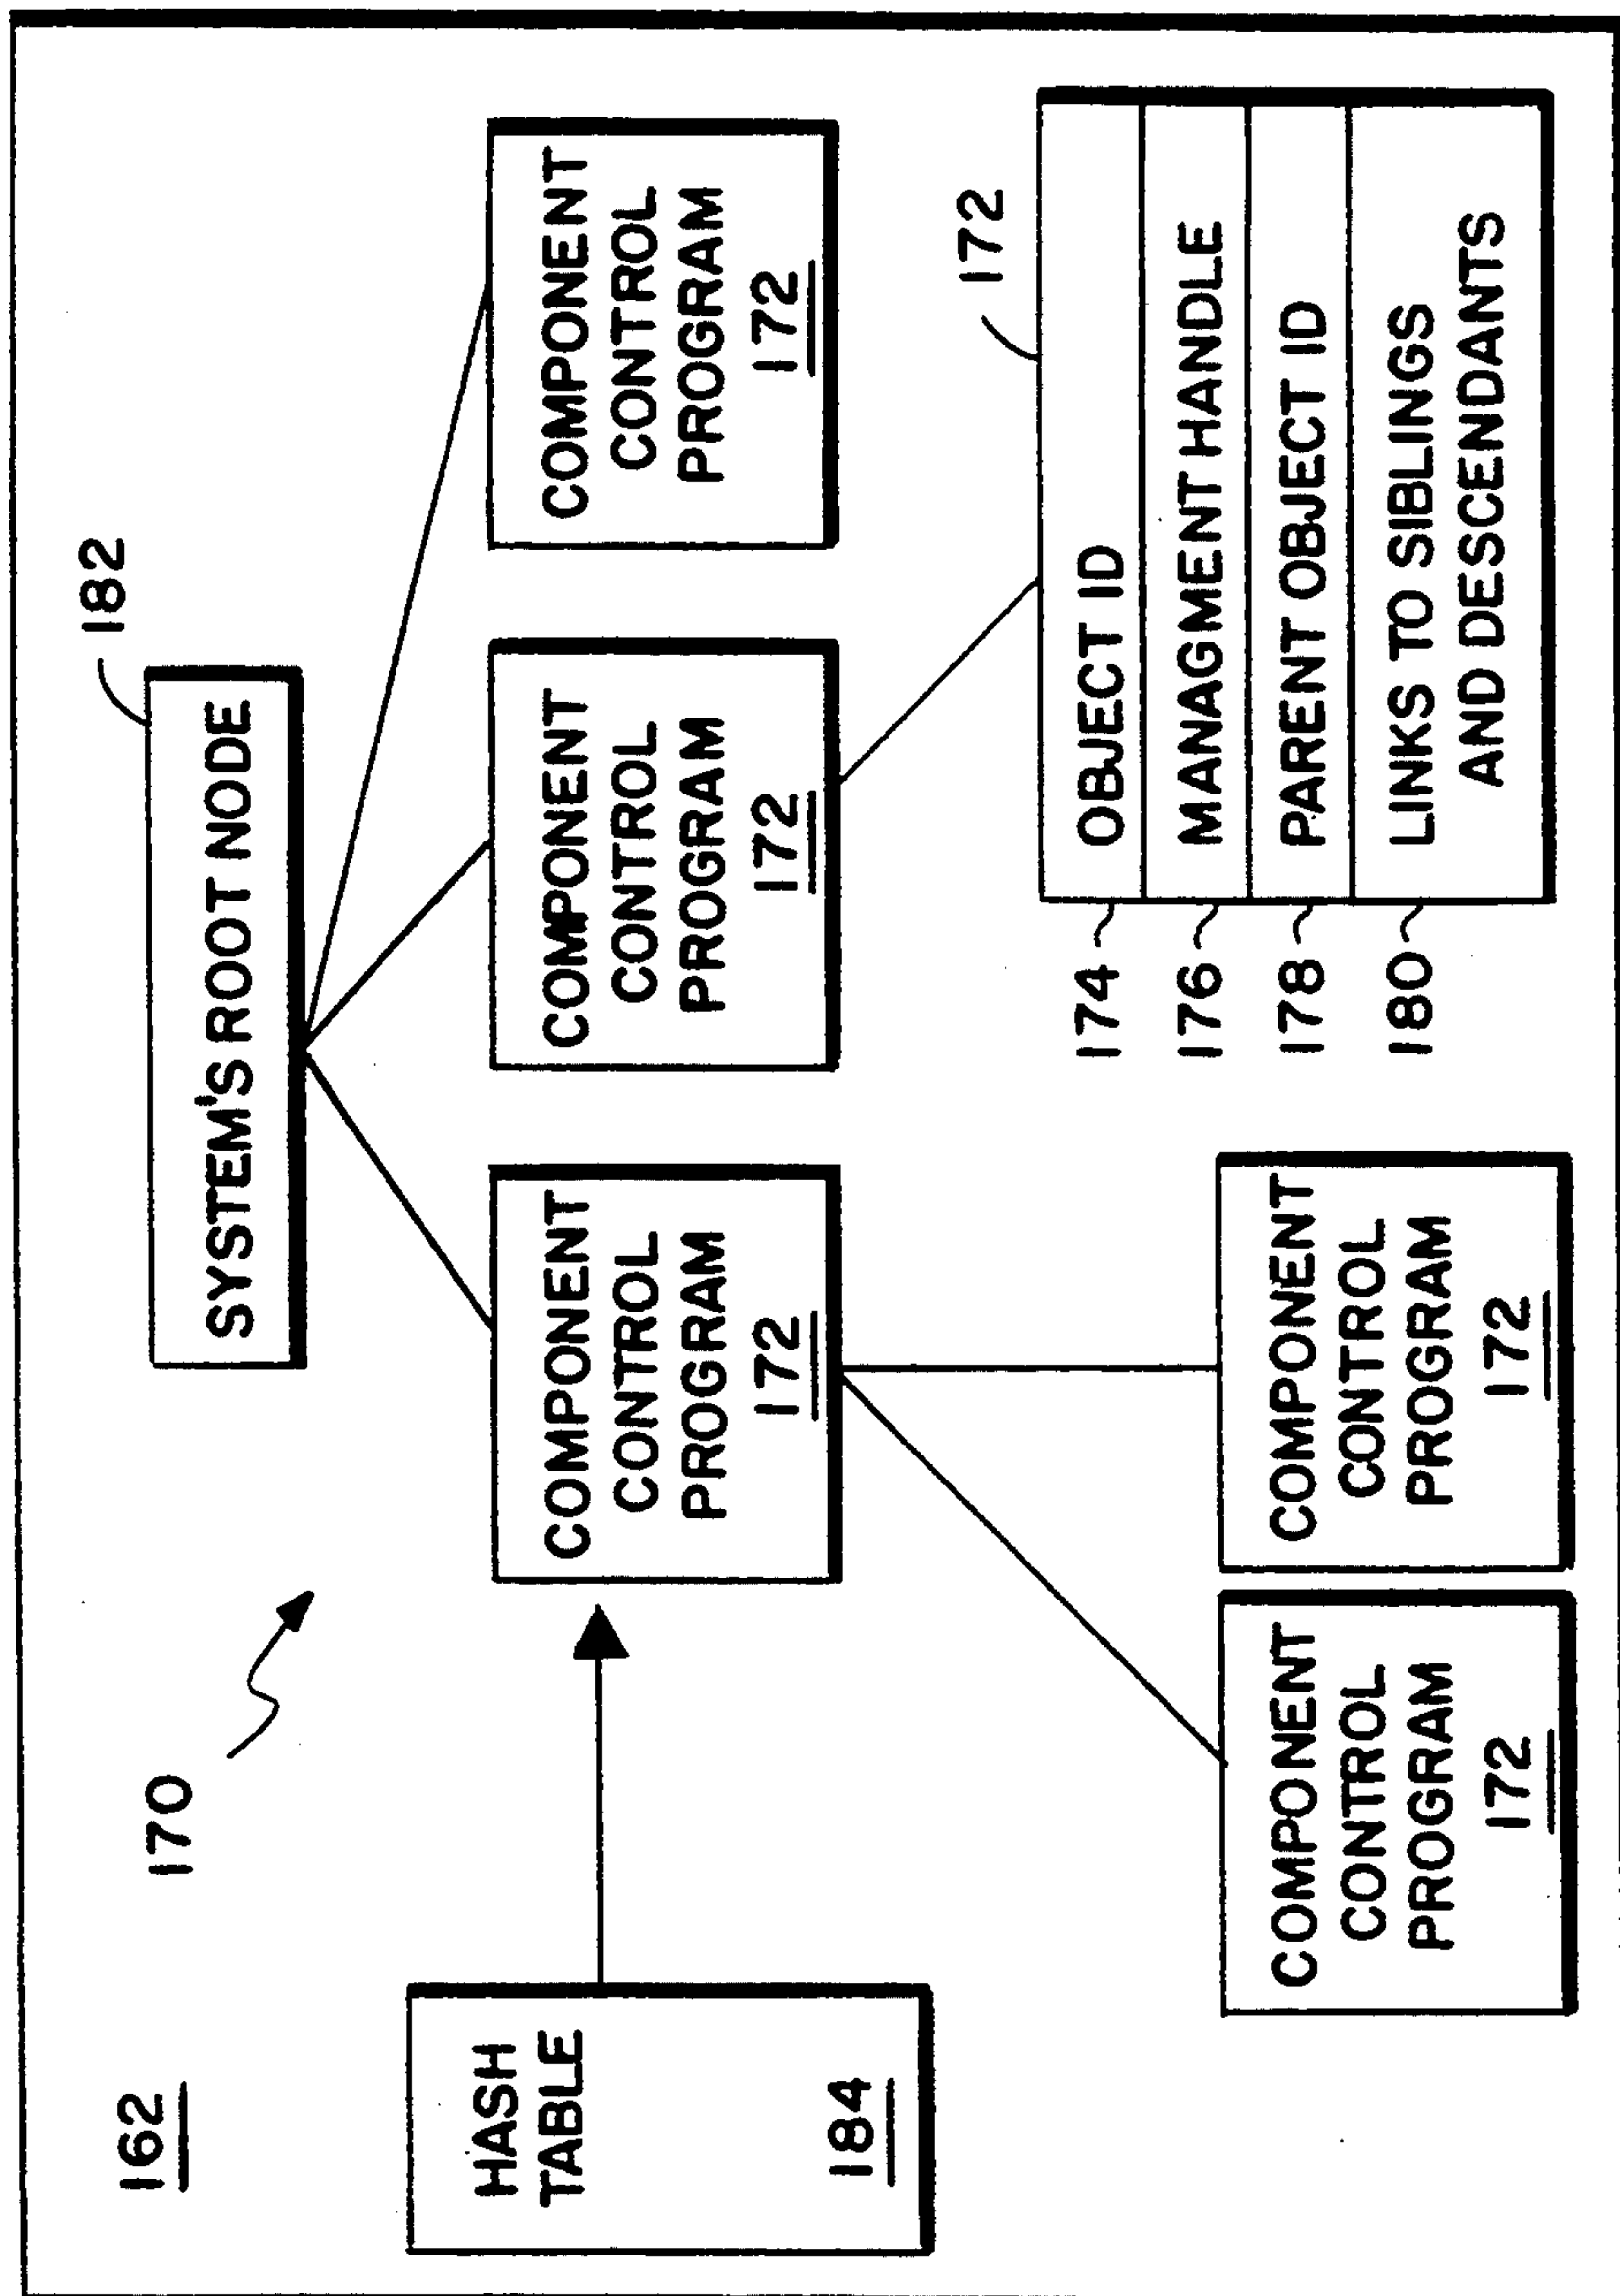 162
170
182
SYSTEM'S ROOT NODE
HASH
TABLE
184
COMPONENT
CONTROL
PROGRAM
172
COMPONENT
CONTROL
PROGRAM
172
COMPONENT
CONTROL
PROGRAM
172
COMPONENT
CONTROL
PROGRAM
172
COMPONENT
CONTROL
PROGRAM
172
172
174
OBJECT ID
176
MANAGMENT HANDLE
178
PARENT OBJECT ID
180
LINKS TO SIBLINGS
AND DESCENDANTS